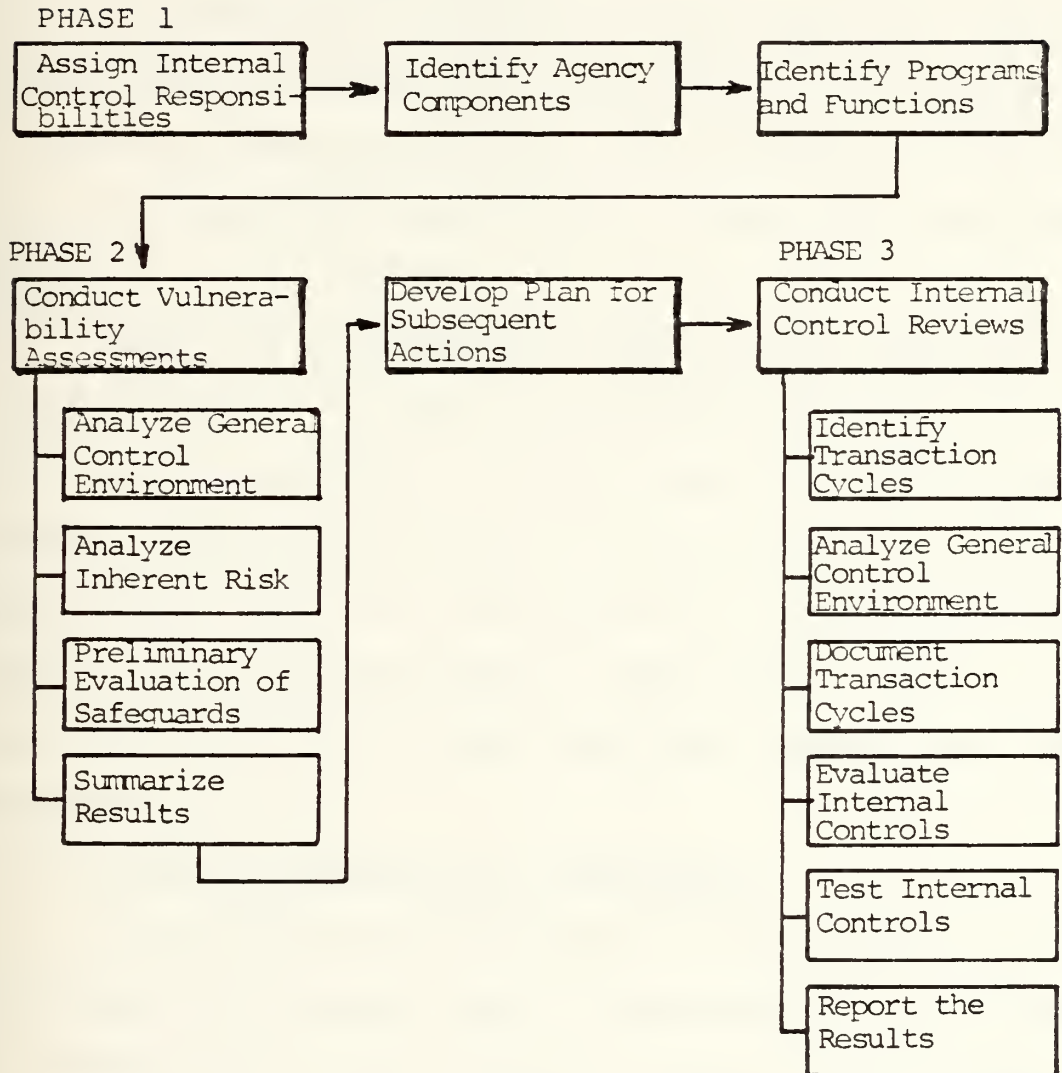 PHASE 1
Assign Internal
Control Responsi-
bilities
Identify Agency
Components
Identify Programs
and Functions
PHASE 2
Conduct Vulnera-
bility
Assessments
Analyze General
Control
Environment
Analyze
Inherent Risk
Preliminary
Evaluation of
Safeguards
Summarize
Results
Develop Plan for
Subsequent
Actions
PHASE 3
Conduct Internal
Control Reviews
Identify
Transaction
Cycles
Analyze General
Control
Environment
Document
Transaction
Cycles
Evaluate
Internal
Controls
Test Internal
Controls
Report the
Results